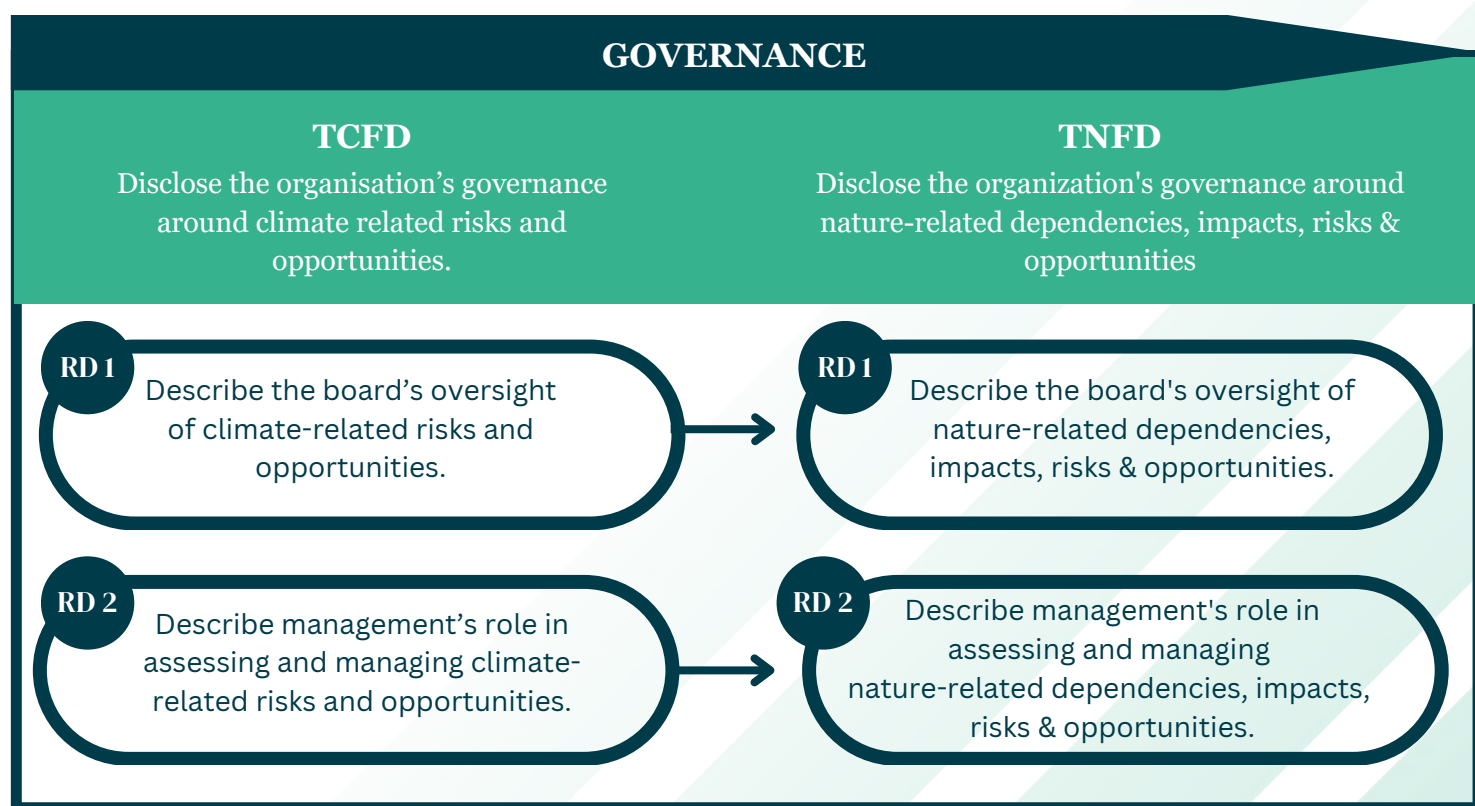 GOVERNANCE
TCFD
Disclose the organisation’s governance
around climate related risks and
opportunities.
TNFD
Disclose the organization's governance around
nature-related dependencies, impacts, risks &
opportunities
RD 1
Describe the board’s oversight
of climate-related risks and
opportunities.
RD 1
Describe the board's oversight of
nature-related dependencies,
impacts, risks & opportunities.
RD 2
Describe management’s role in
assessing and managing climate-
related risks and opportunities.
RD 2
Describe management's role in
assessing and managing
nature-related dependencies, impacts,
risks & opportunities.